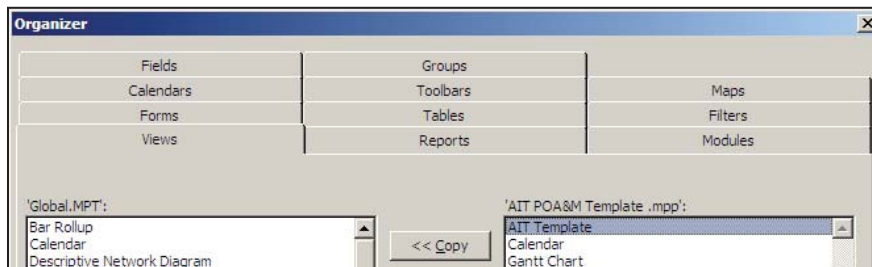 Organizer
Fields Groups
Calendars Toolbars Maps
Forms Tables Filters
Views Reports Modules
'Global.MPT': 'AIT POA&M Template .mpp':
Bar Rollup AIT Template
Calendar << Copy Calendar
Descriptive Network Diagram Gantt Chart